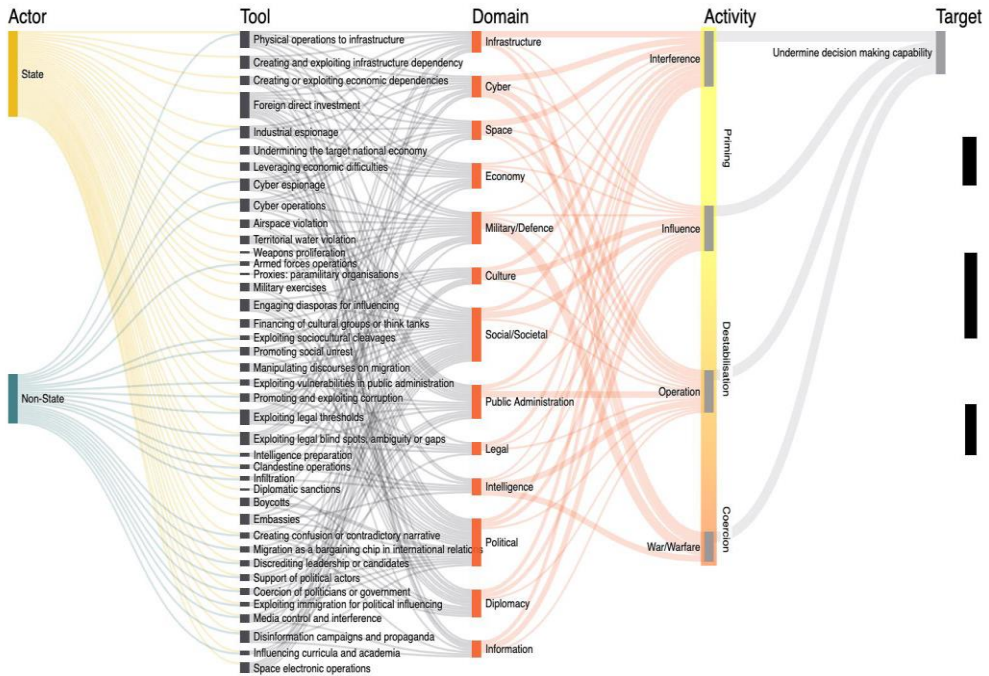 Actor
Tool
Domain
Activity
Target
State
Non-State
Physical operations to infrastructure
Creating and exploiting infrastructure dependency
Creating or exploiting economic dependencies
Foreign direct investment
Industrial espionage
Undermining the target national economy
Leveraging economic difficulties
Cyber espionage
Cyber operations
Airspace violation
Territorial water violation
Weapons proliferation
Armed forces operations
Proxies: paramilitary organisations
Military exercises
Engaging diasporas for influencing
Financing of cultural groups or think tanks
Exploiting sociocultural cleavages
Promoting social unrest
Manipulating discourses on migration
Exploiting vulnerabilities in public administration
Promoting and exploiting corruption
Exploiting legal thresholds
Exploiting legal blind spots, ambiguity or gaps
Intelligence preparation
Clandestine operations
Infiltration
Diplomatic sanctions
Boycotts
Embassies
Creating confusion or contradictory narrative
Migration as a bargaining chip in international relations
Discrediting leadership or candidates
Support of political actors
Coercion of politicians or government
Exploiting immigration for political influencing
Media control and interference
Disinformation campaigns and propaganda
Influencing curricula and academia
Space electronic operations
Infrastructure
Cyber
Space
Economy
Military/Defence
Culture
Social/Societal
Public Administration
Legal
Intelligence
Political
Diplomacy
Information
Interference
Influence
Operation
War/Warfare
Priming
Destabilisation
Coercion
Undermine decision making capability